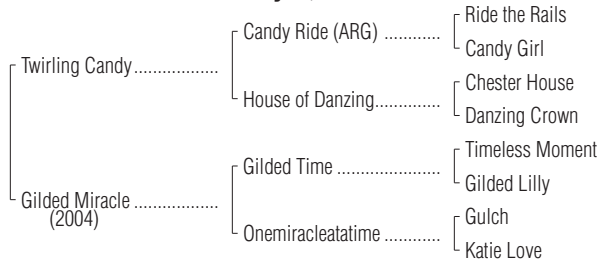 Ride the Rails
Candy Ride (ARG) ............
Candy Girl
Twirling Candy..................
Chester House
House of Danzing..............
Danzing Crown
Timeless Moment
Gilded Time ....................
Gilded Lilly
Gilded Miracle ..................
(2004)
Gulch
Onemiracleatatime ............
Katie Love